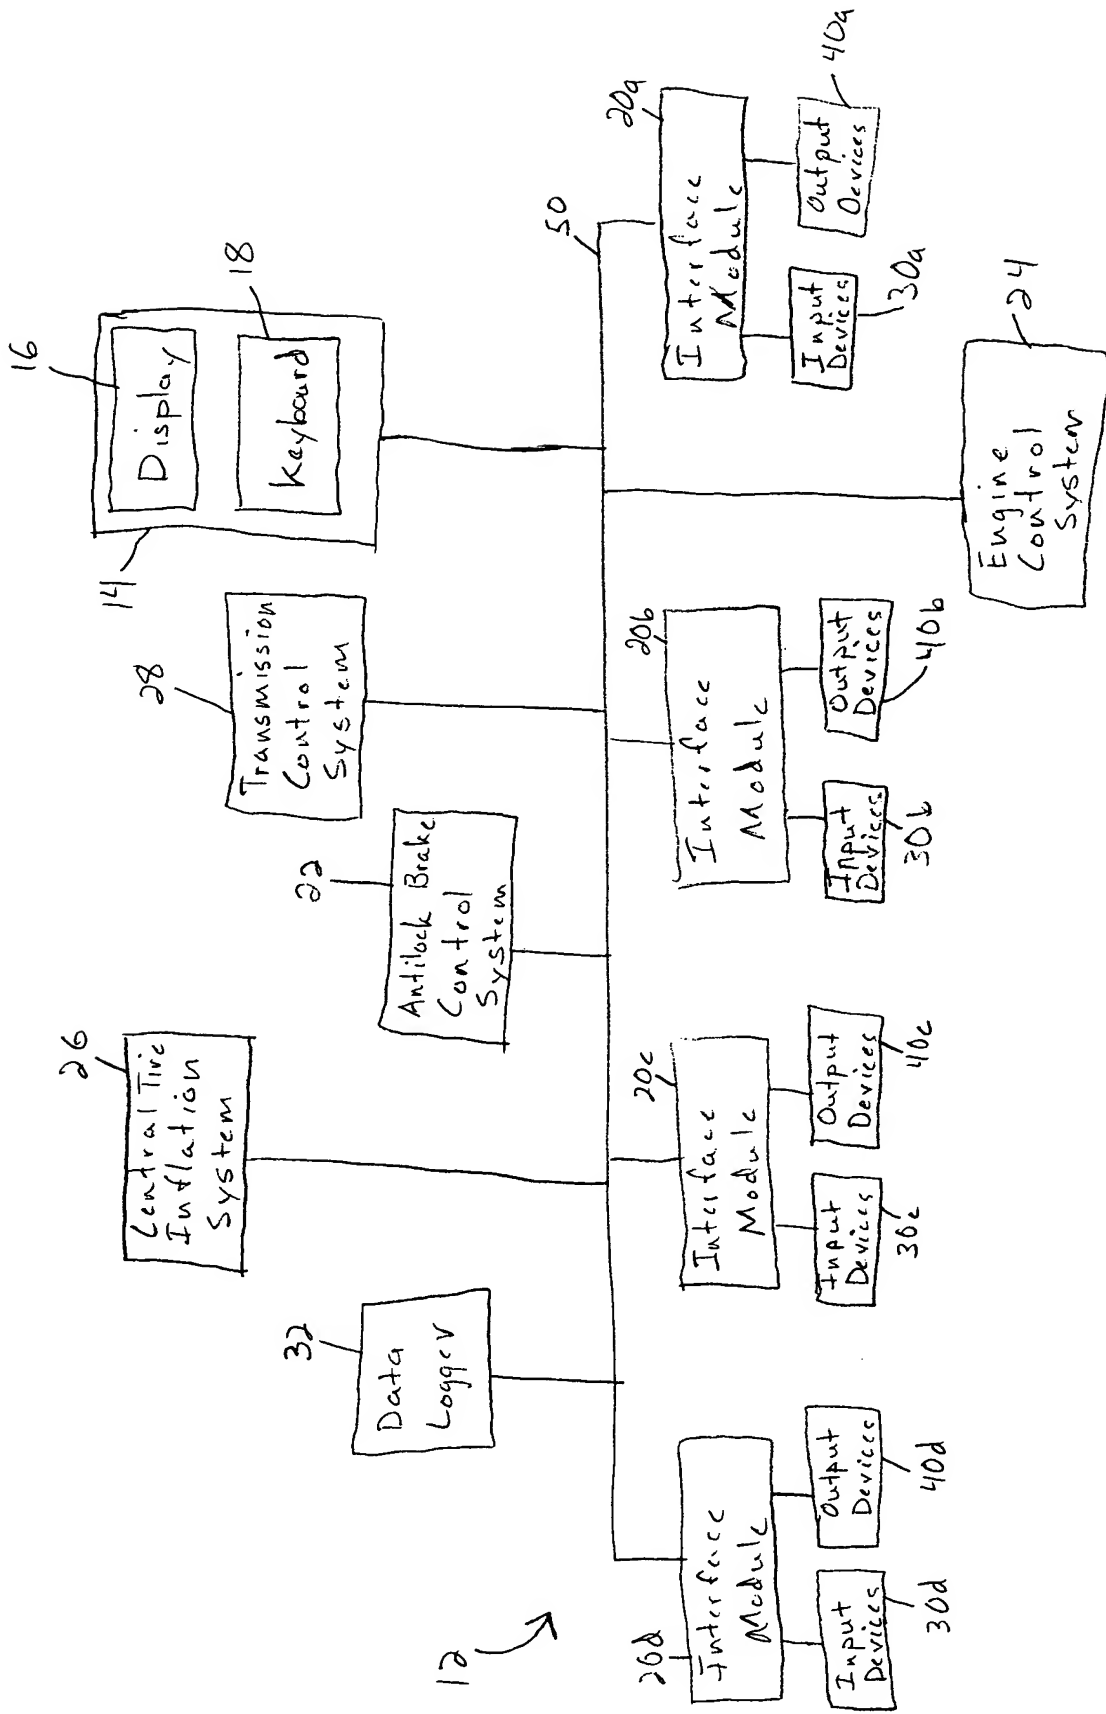 12
26
Central Tire
Inflation
System
32
Data
Logger
22
Antilock Brake
Control
System
28
Transmission
Control
System
14
16
Display
18
Keyboard
50
20d
Interface
Module
Input
Devices
30d
Output
Devices
40d
20c
Interface
Module
Input
Devices
30c
Output
Devices
40c
20b
Interface
Module
Input
Devices
30b
Output
Devices
40b
20a
Interface
Module
Input
Devices
30a
Output
Devices
40a
Engine
Control
System
24